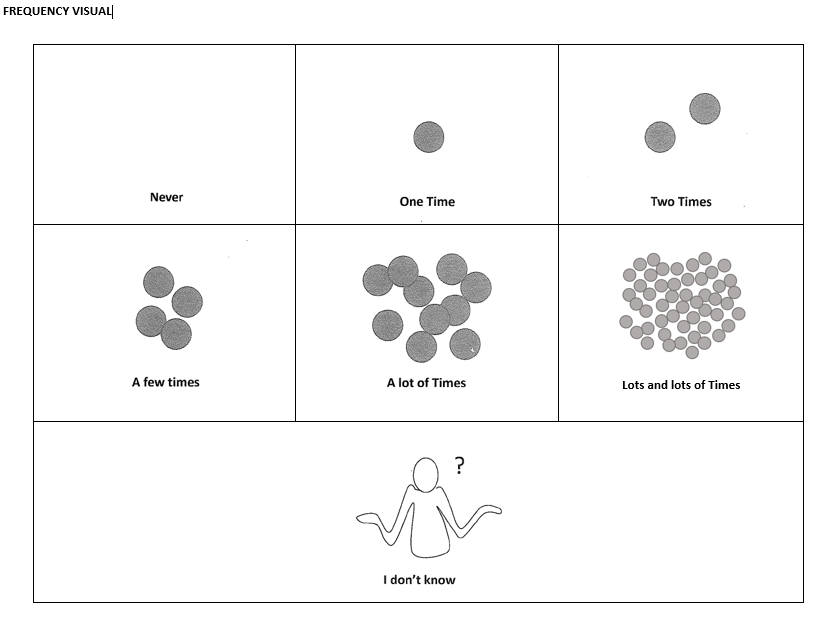 FREQUENCY VISUAL
Never
One Time
Two Times
A few times
A lot of Times
Lots and lots of Times
?
I don't know